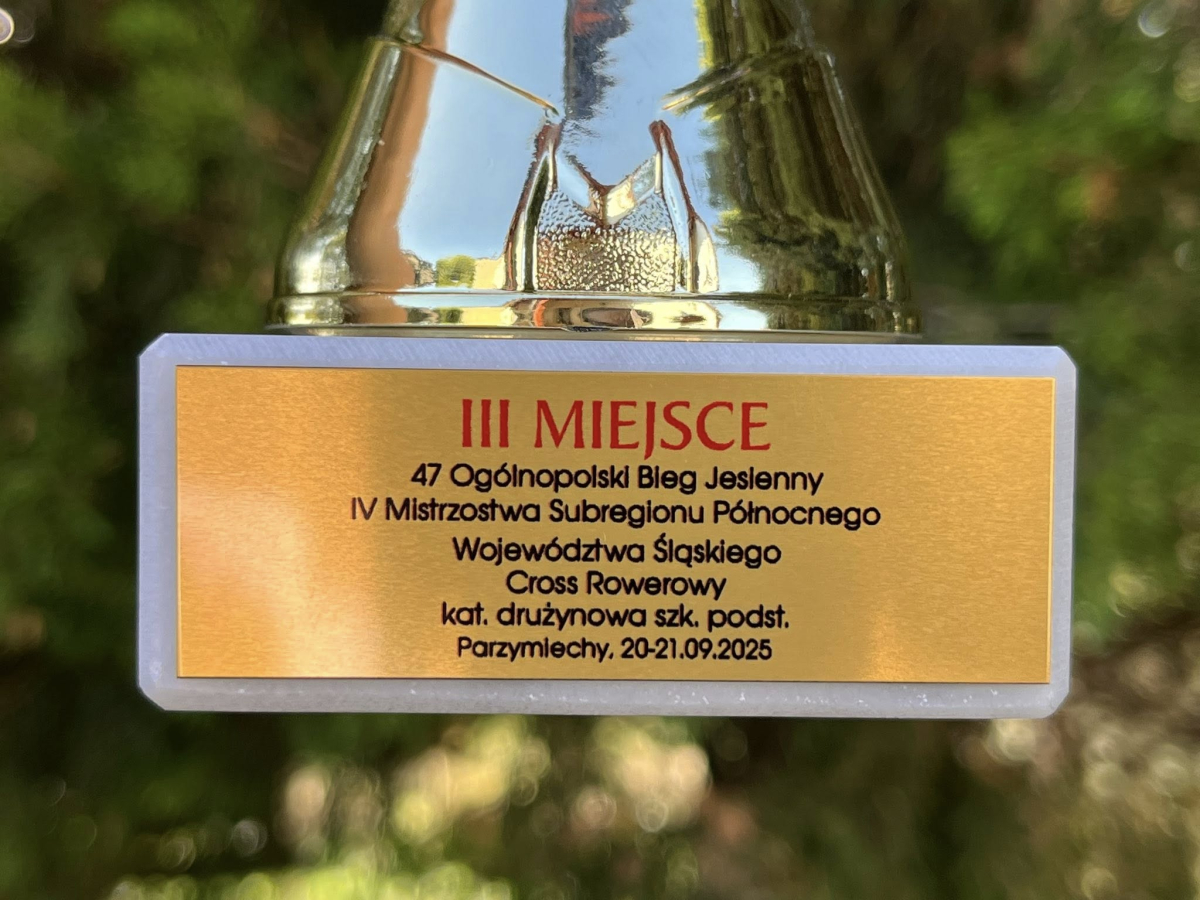 III MIEJSCE
47 Ogólnopolski Bieg Jesienny
IV Mistrzostwa Subregionu Północnego
Województwa Śląskiego
Cross Rowerowy
kat. drużynowa szk. podst.
Parzymiechy, 20-21.09.2025